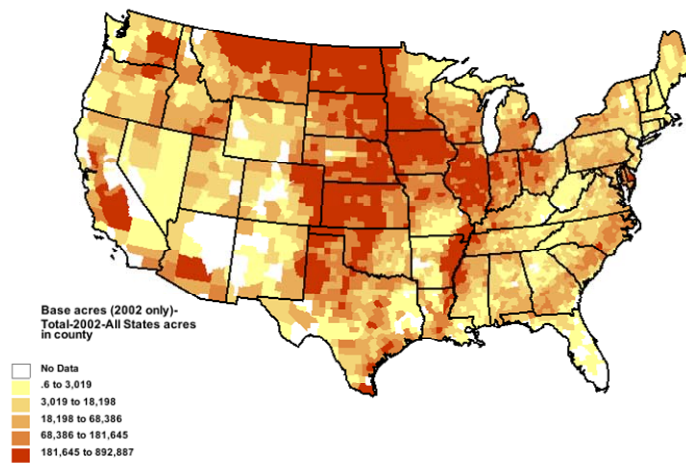 Base acres (2002 only)-
Total-2002-All States acres
in county
No Data
.6 to 3,019
3,019 to 18,198
18,198 to 68,386
68,386 to 181,645
181,645 to 892,887